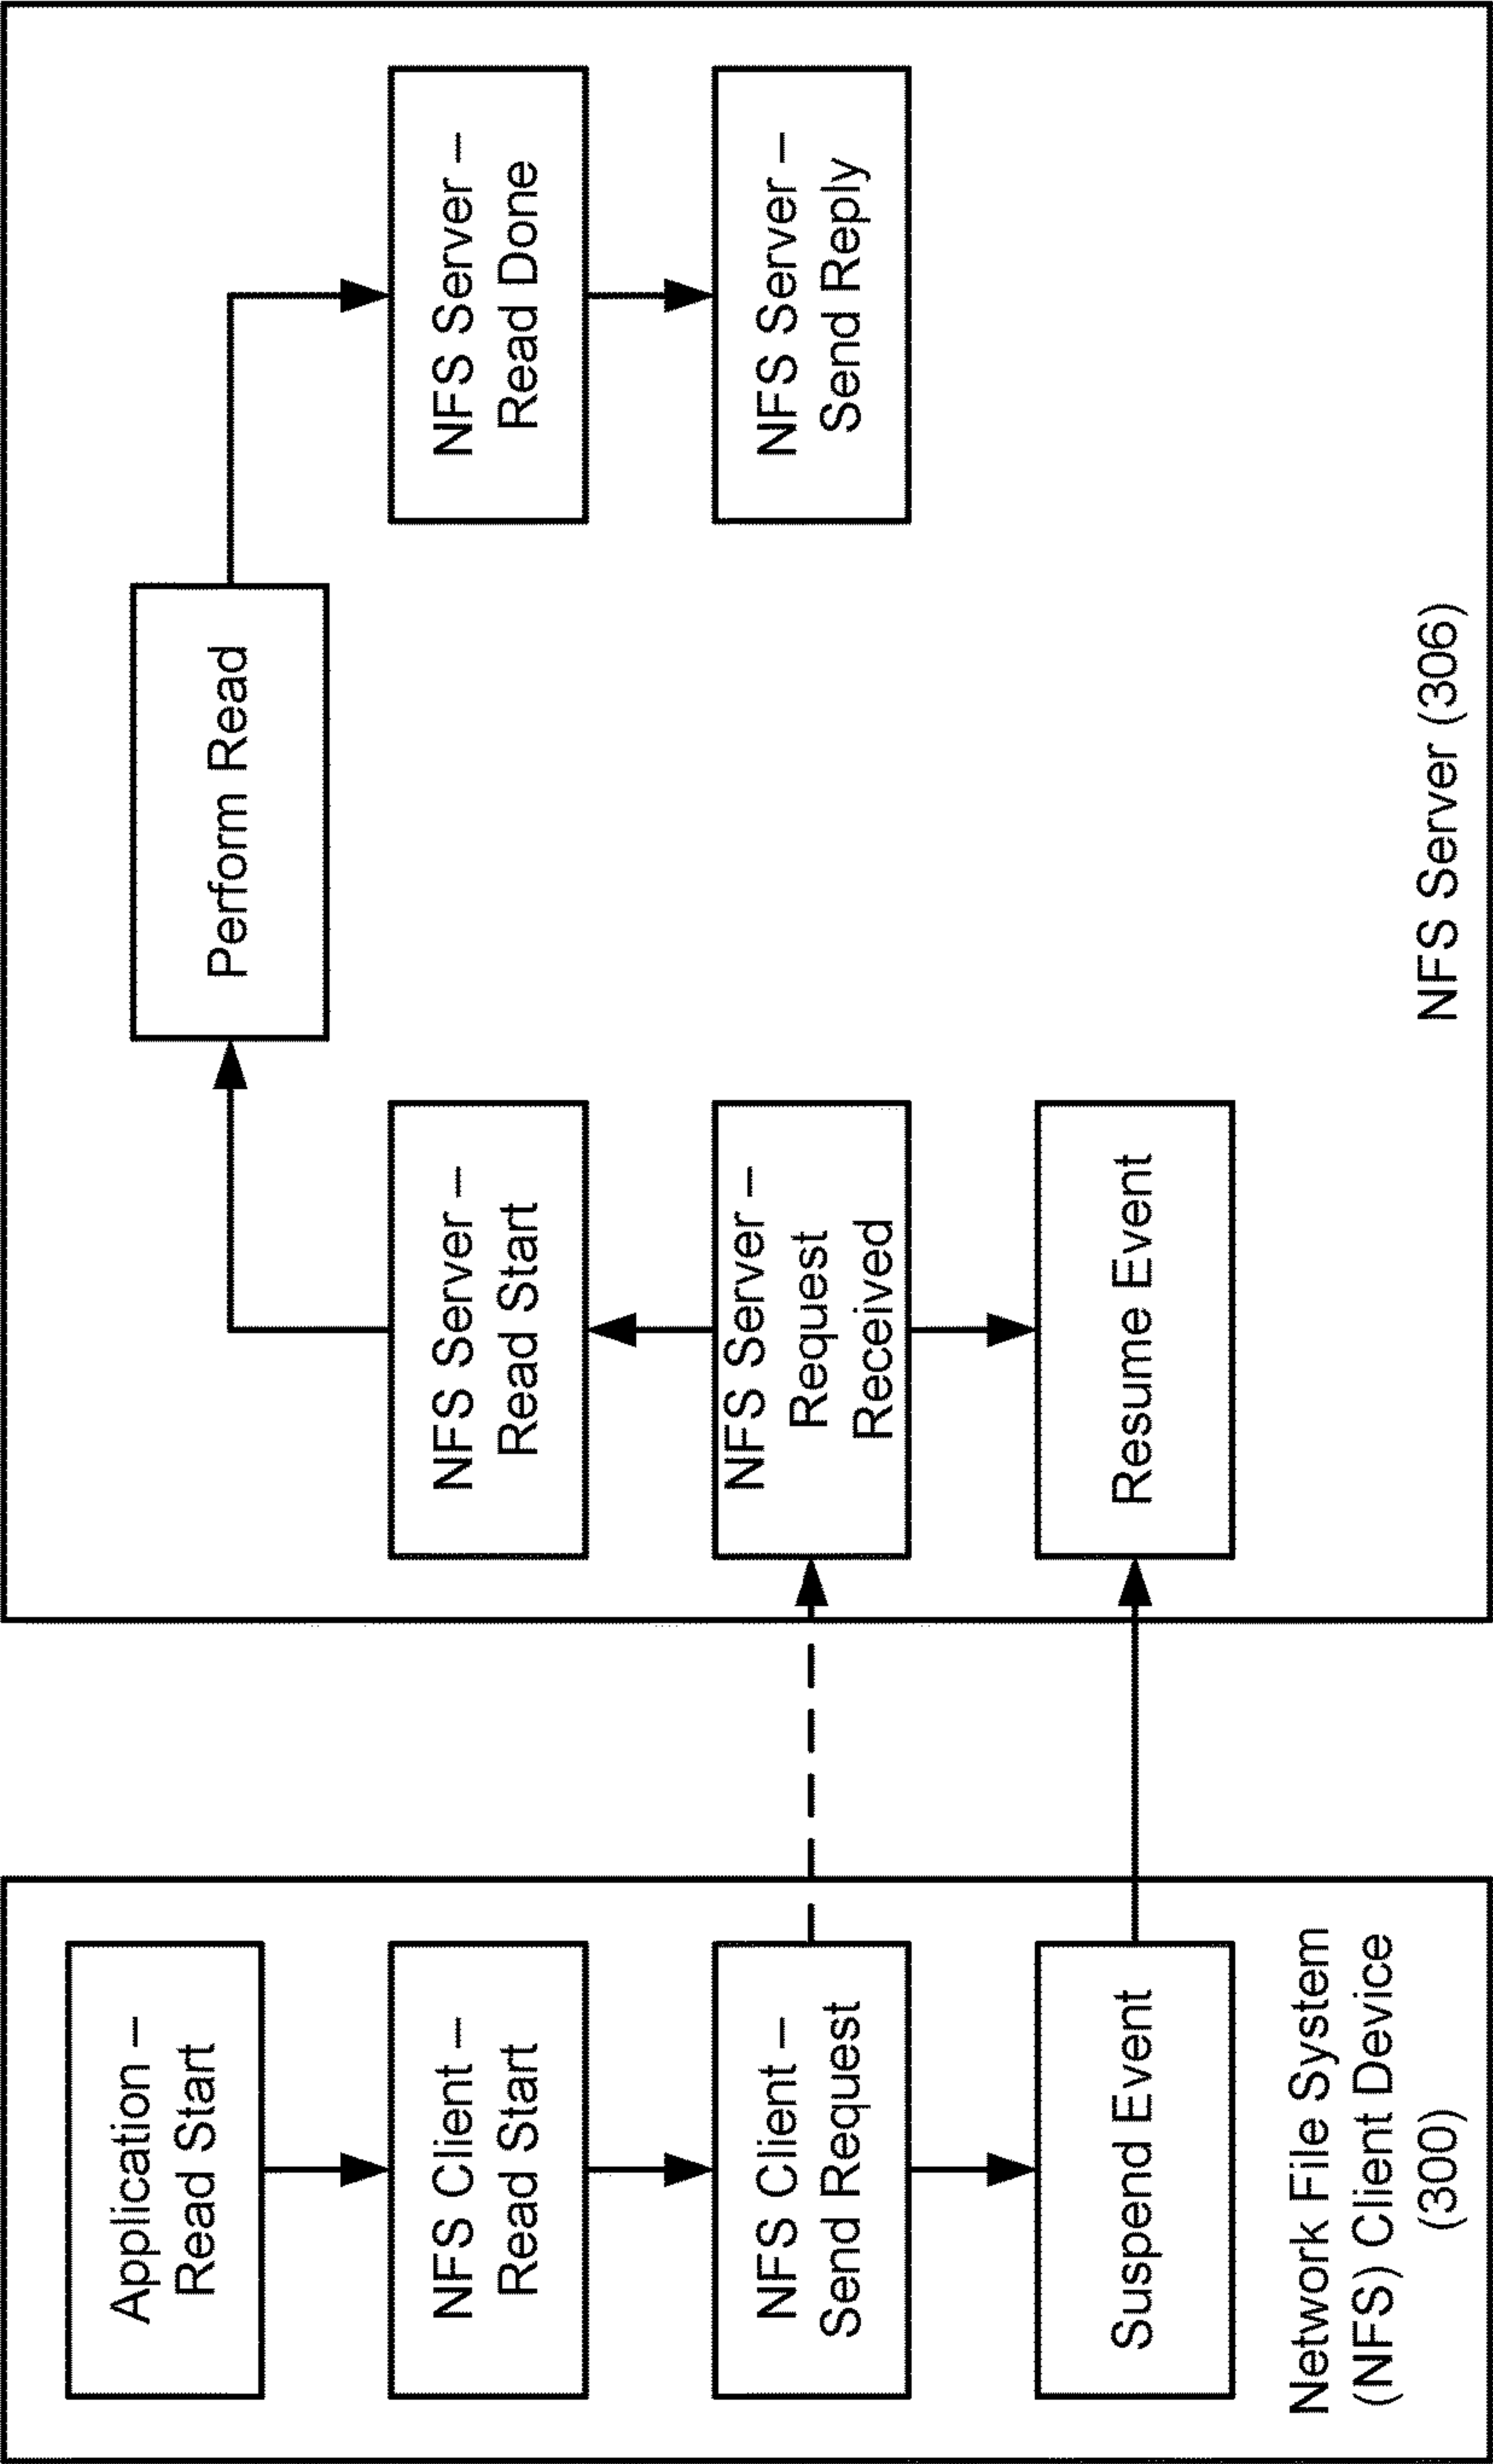 Application –
Read Start
NFS Client –
Read Start
NFS Client –
Send Request
Suspend Event
Network File System
(NFS) Client Device
(300)
NFS Server –
Read Start
NFS Server –
Request
Received
Resume Event
Perform Read
NFS Server –
Read Done
NFS Server –
Send Reply
NFS Server (306)